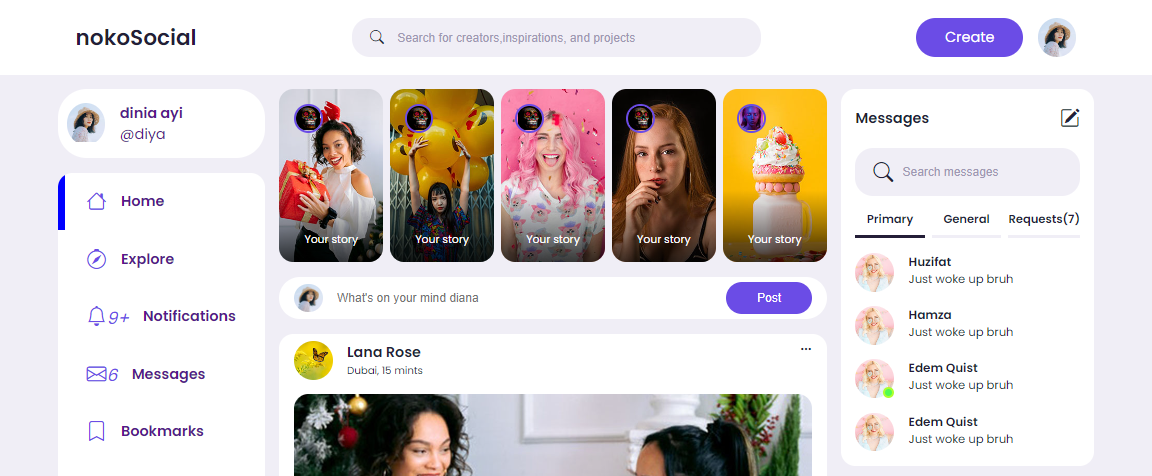 nokoSocial
Search for creators,inspirations, and projects
Create
dinia ayi
@diya
Home
Explore
9+ Notifications
6 Messages
Bookmarks
Your story
Your story
Your story
Your story
Your story
What's on your mind diana
Post
Lana Rose
...
Dubai, 15 mints
Messages
Search messages
Primary
General
Requests(7)
Huzifat
Just woke up bruh
Hamza
Just woke up bruh
Edem Quist
Just woke up bruh
Edem Quist
Just woke up bruh